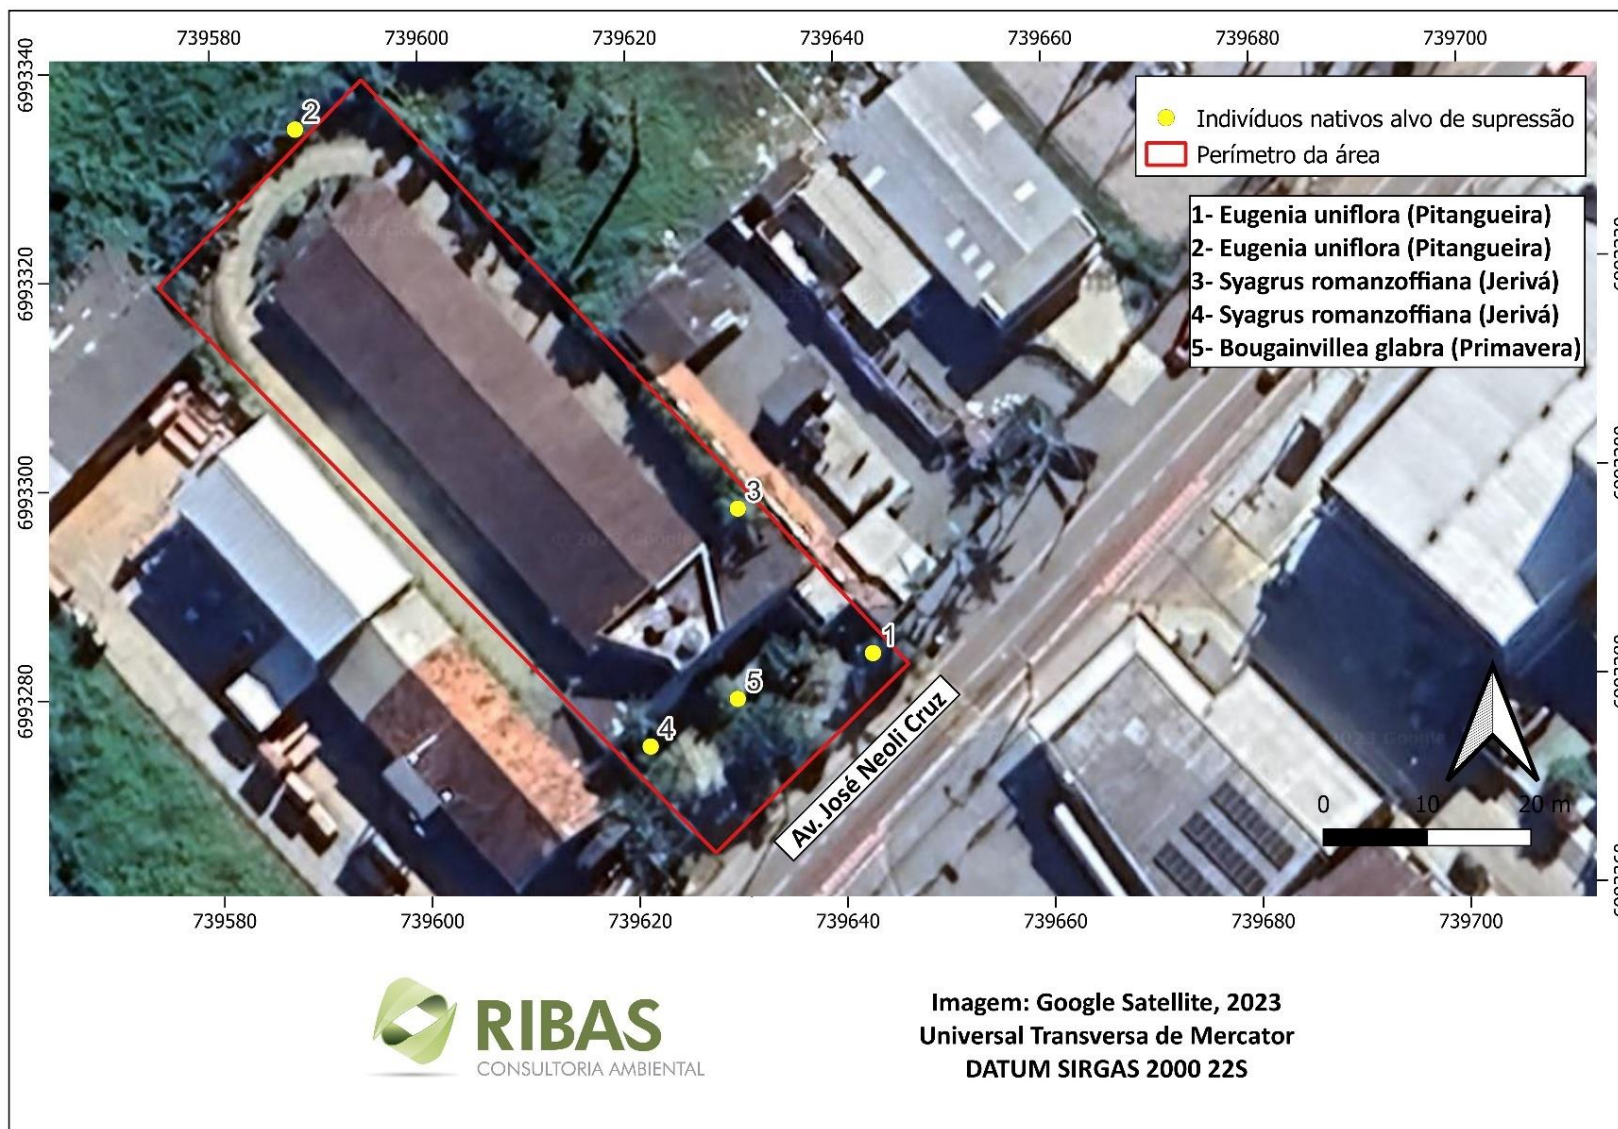 739580 739600 739620 739640 739660 739680 739700
6993340
6993320
6993300
6993280
2
3
1
5
4
Indivíduos nativos alvo de supressão
Perímetro da área
1- Eugenia uniflora (Pitangueira)
2- Eugenia uniflora (Pitangueira)
3- Syagrus romanzoffiana (Jerivá)
4- Syagrus romanzoffiana (Jerivá)
5- Bougainvillea glabra (Primavera)
Av. José Neoli Cruz
0 10 20 m
739580 739600 739620 739640 739660 739680 739700
RIBAS
CONSULTORIA AMBIENTAL
Imagem: Google Satellite, 2023
Universal Transversa de Mercator
DATUM SIRGAS 2000 22S